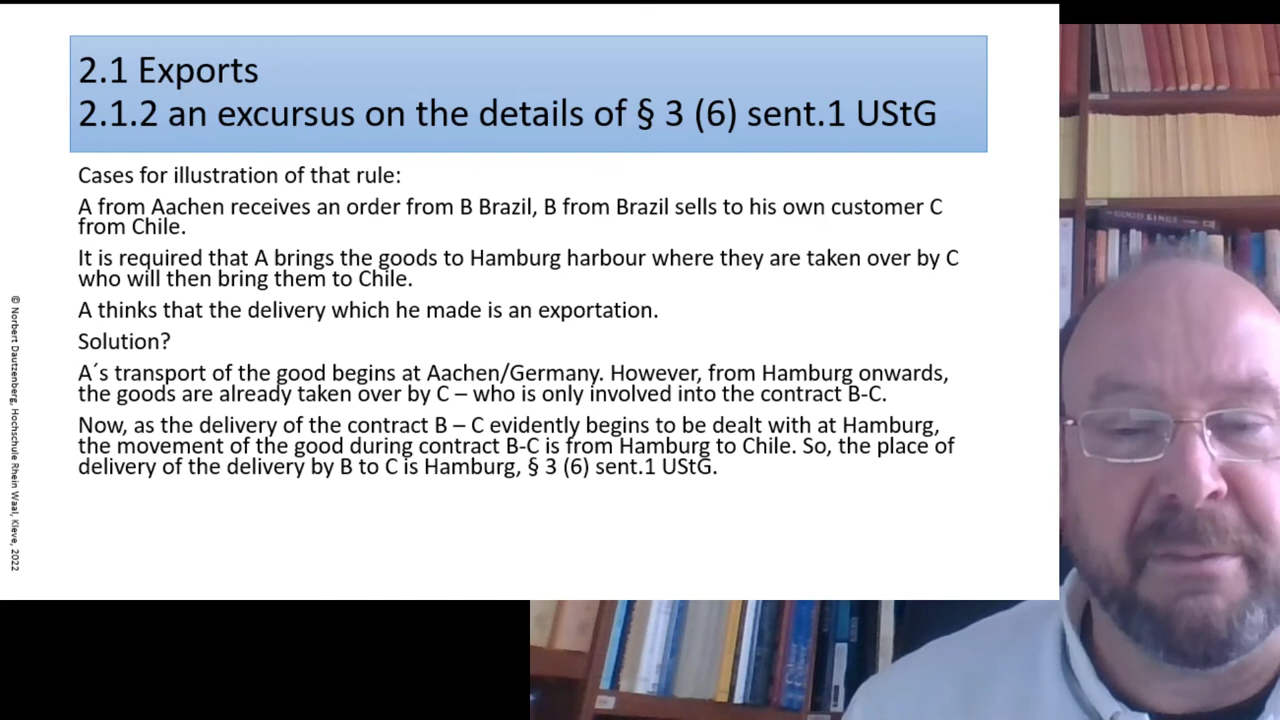 2.1 Exports
2.1.2 an excursus on the details of § 3 (6) sent.1 UStG
Cases for illustration of that rule:
A from Aachen receives an order from B Brazil, B from Brazil sells to his own customer C
from Chile.
It is required that A brings the goods to Hamburg harbour where they are taken over by C
who will then bring them to Chile.
A thinks that the delivery which he made is an exportation.
Solution?
A´s transport of the good begins at Aachen/Germany. However, from Hamburg onwards,
the goods are already taken over by C – who is only involved into the contract B-C.
Now, as the delivery of the contract B – C evidently begins to be dealt with at Hamburg,
the movement of the good during contract B-C is from Hamburg to Chile. So, the place of
delivery of the delivery by B to C is Hamburg, § 3 (6) sent.1 UStG.
© Norbert Dautzenberg, Hochschule Rhein Waal, Kleve, 2022